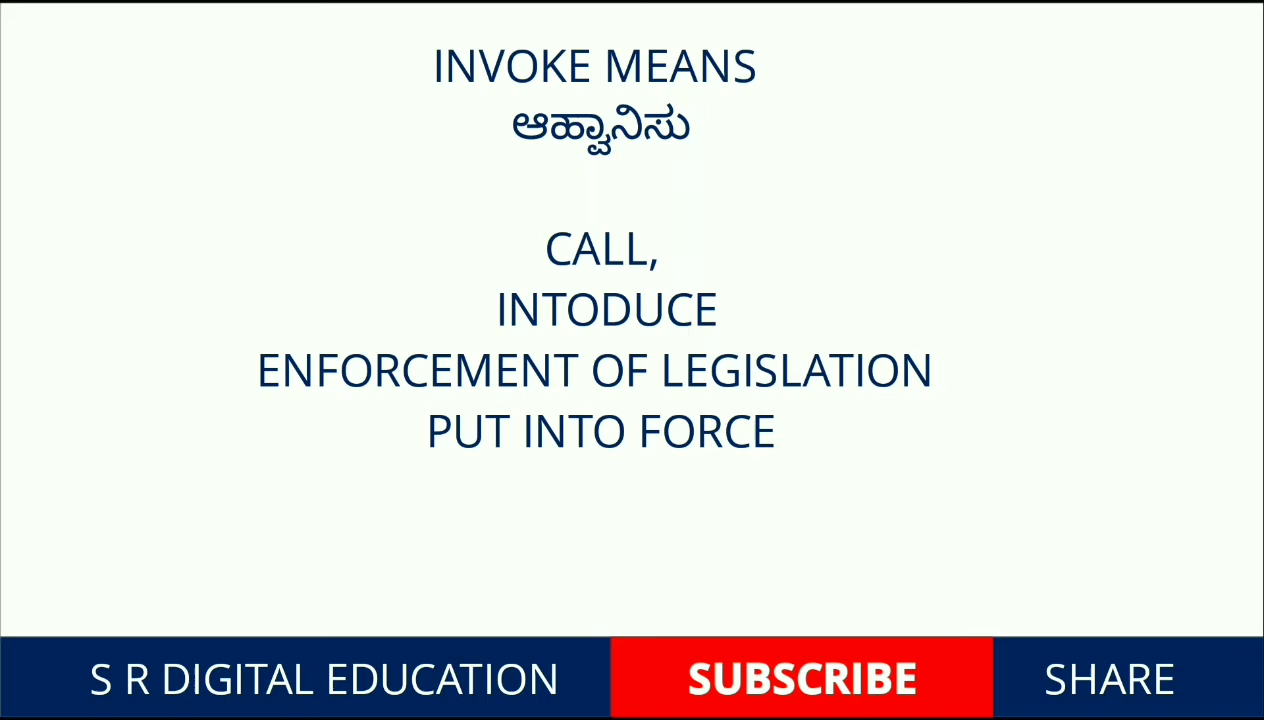 INVOKE MEANS
ಆಹ್ವಾನಿಸು
CALL,
INTODUCE
ENFORCEMENT OF LEGISLATION
PUT INTO FORCE
S R DIGITAL EDUCATION SUBSCRIBE SHARE